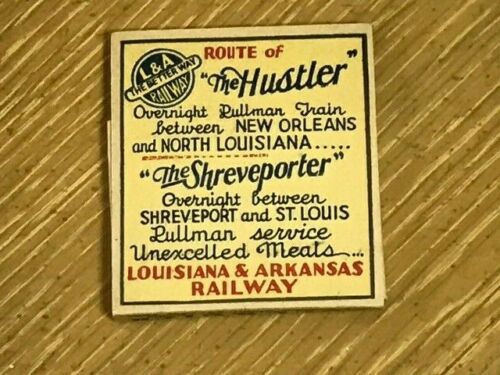 L&A
THE BETTER WAY
RAILWAY
ROUTE of
"The Hustler"
Overnight Pullman Train
between NEW ORLEANS
and NORTH LOUISIANA.....
"The Shreveporter"
Overnight between
SHREVEPORT and ST. LOUIS
Pullman service
Unexcelled Meals...
LOUISIANA & ARKANSAS
RAILWAY